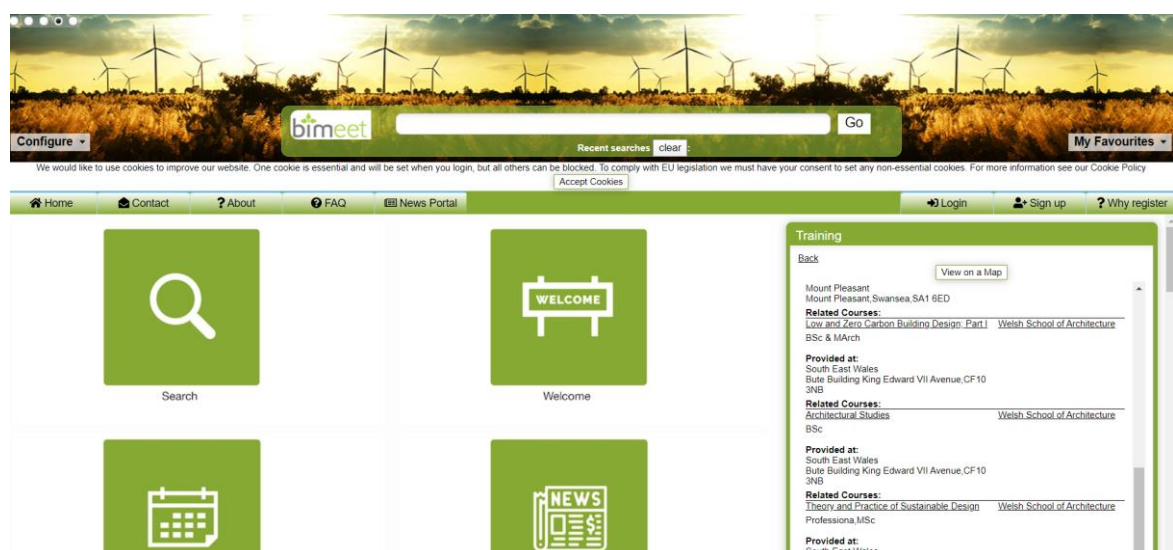 bimeet
Go
Configure
Recent searches clear :
My Favourites
We would like to use cookies to improve our website. One cookie is essential and will be set when you login, but all others can be blocked. To comply with EU legislation we must have your consent to set any non-essential cookies. For more information see our Cookie Policy
Accept Cookies
Home Contact ? About FAQ News Portal Login Sign up ? Why register
Training
Back
View on a Map
Mount Pleasant
Mount Pleasant,Swansea,SA1 6ED
Related Courses:
Low and Zero Carbon Building Design; Part I Welsh School of Architecture
BSc & MArch
Provided at:
South East Wales
Bute Building King Edward VII Avenue,CF10
3NB
Related Courses:
Architectural Studies Welsh School of Architecture
BSc
Provided at:
South East Wales
Bute Building King Edward VII Avenue,CF10
3NB
Related Courses:
Theory and Practice of Sustainable Design Welsh School of Architecture
Professiona,MSc
Provided at:
South East Wales
WELCOME
Search
Welcome
NEWS